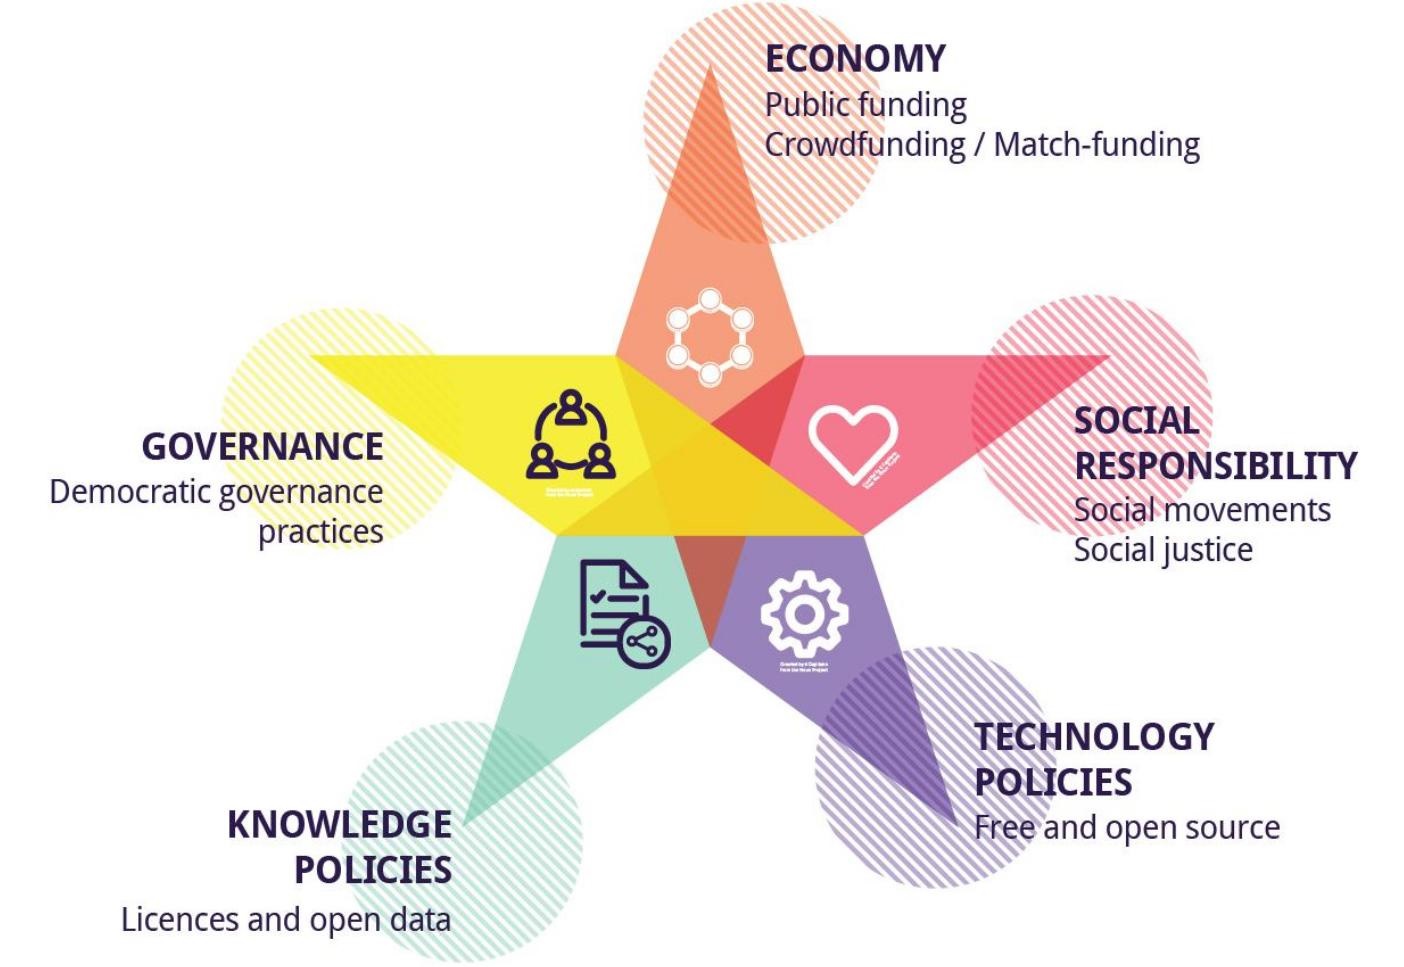 ECONOMY
Public funding
Crowdfunding / Match-funding
SOCIAL
RESPONSIBILITY
Social movements
Social justice
GOVERNANCE
Democratic governance
practices
TECHNOLOGY
POLICIES
Free and open source
KNOWLEDGE
POLICIES
Licences and open data